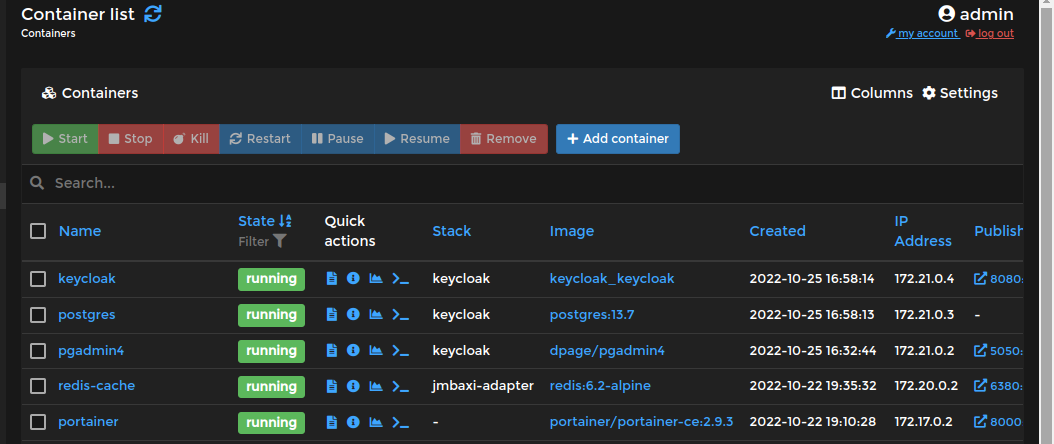 Container list
admin
Containers
my account log out
Containers
Columns Settings
Start Stop Kill Restart Pause Resume Remove Add container
Search...
Name State Filter Quick actions Stack Image Created IP Address Publish
keycloak running keycloak keycloak_keycloak 2022-10-25 16:58:14 172.21.0.4 8080:
postgres running keycloak postgres:13.7 2022-10-25 16:58:13 172.21.0.3 -
pgadmin4 running keycloak dpage/pgadmin4 2022-10-25 16:32:44 172.21.0.2 5050:
redis-cache running jmbaxi-adapter redis:6.2-alpine 2022-10-22 19:35:32 172.20.0.2 6380:
portainer running - portainer/portainer-ce:2.9.3 2022-10-22 19:10:28 172.17.0.2 8000